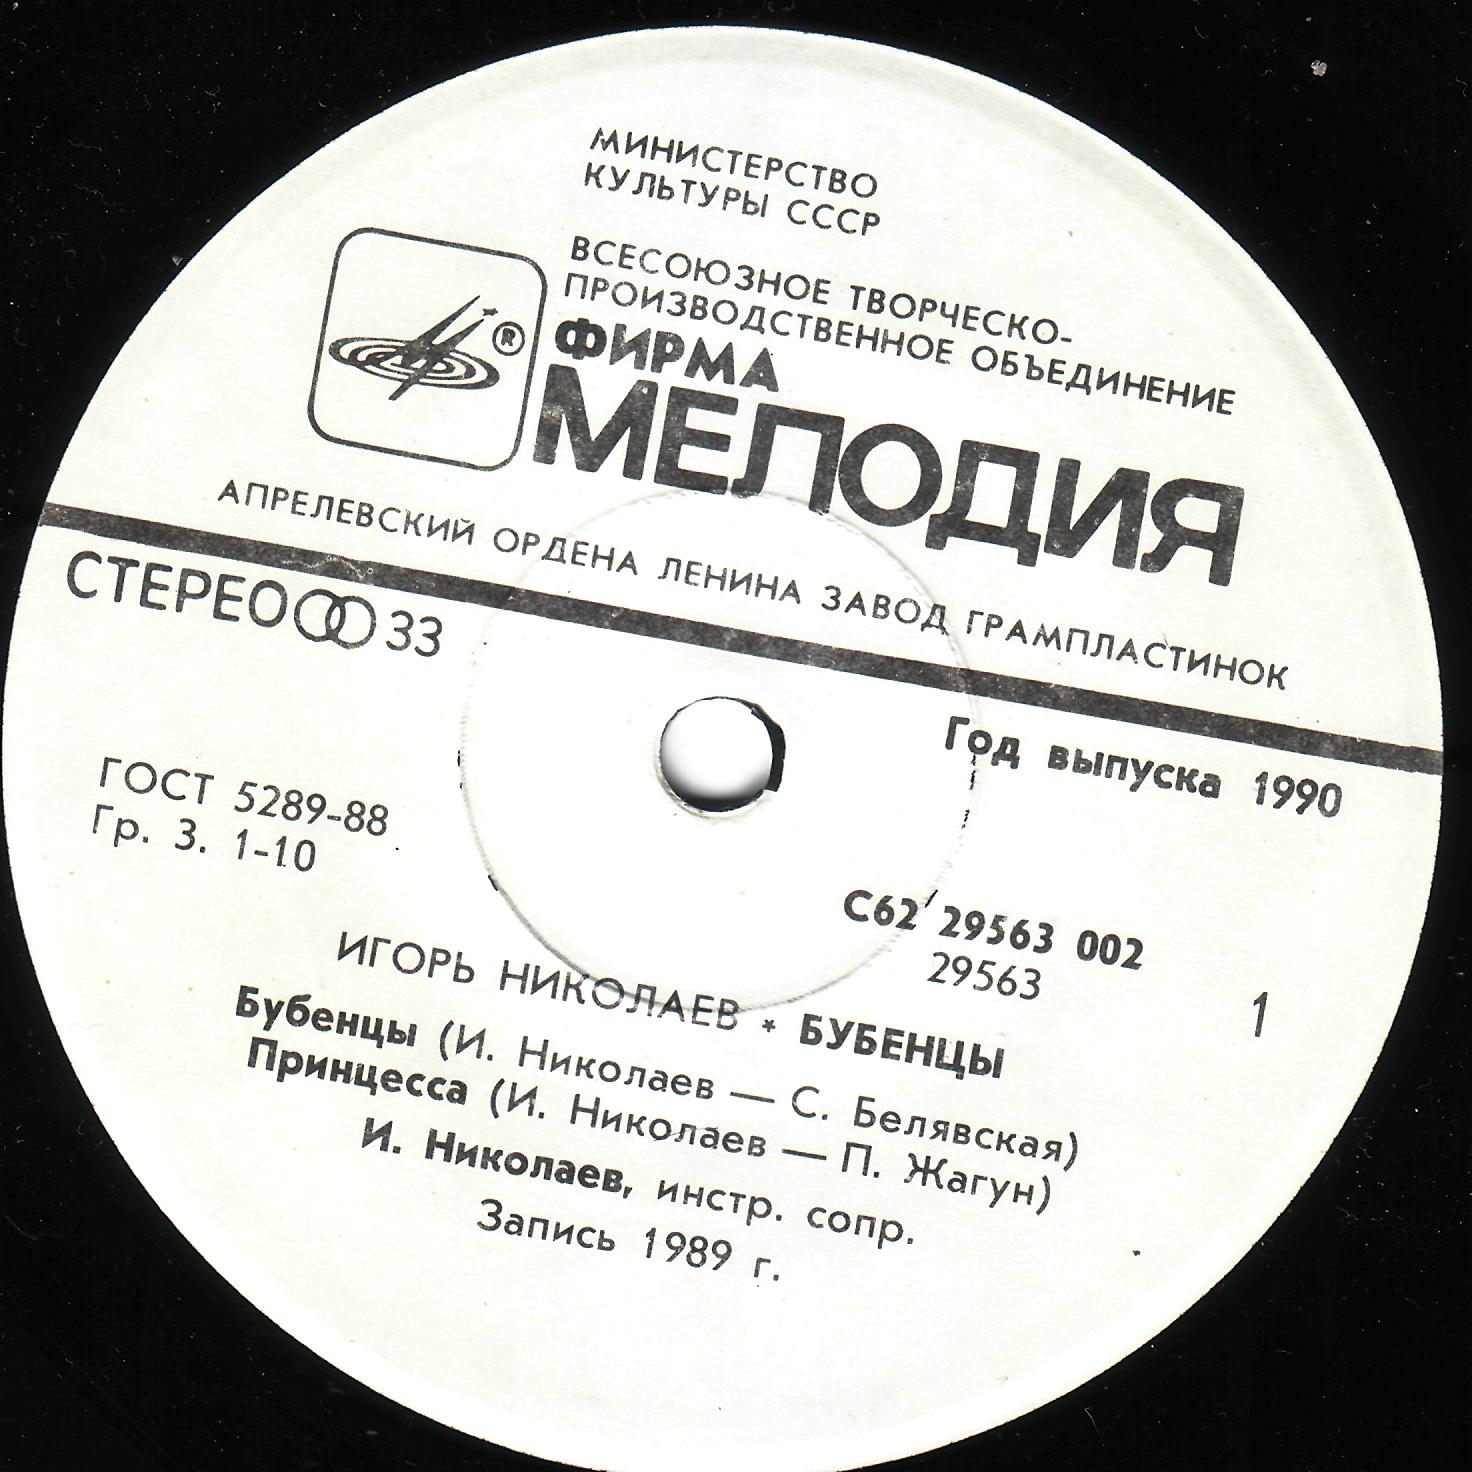 МИНИСТЕРСТВО
КУЛЬТУРЫ СССР
ВСЕСОЮЗНОЕ ТВОРЧЕСКО-
ПРОИЗВОДСТВЕННОЕ ОБЪЕДИНЕНИЕ
ФИРМА
МЕЛОДИЯ
®
АПРЕЛЕВСКИЙ ОРДЕНА ЛЕНИНА ЗАВОД ГРАМПЛАСТИНОК
СТЕРЕО 33
Год выпуска 1990
ГОСТ 5289-88
Гр. 3. 1-10
С62 29563 002
29563
1
ИГОРЬ НИКОЛАЕВ * БУБЕНЦЫ
Бубенцы (И. Николаев — С. Белявская)
Принцесса (И. Николаев — П. Жагун)
И. Николаев, инстр. сопр.
Запись 1989 г.